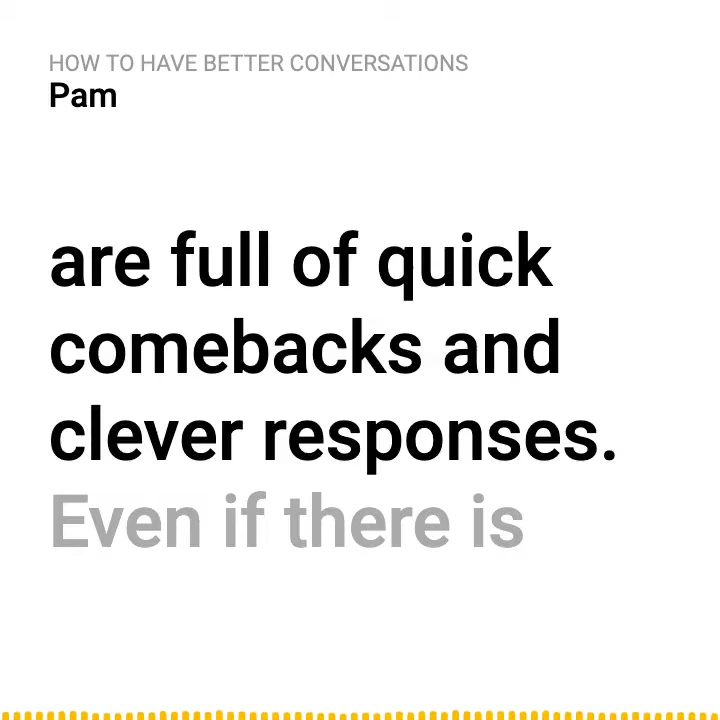 HOW TO HAVE BETTER CONVERSATIONS
Pam
are full of quick
comebacks and
clever responses.
Even if there is